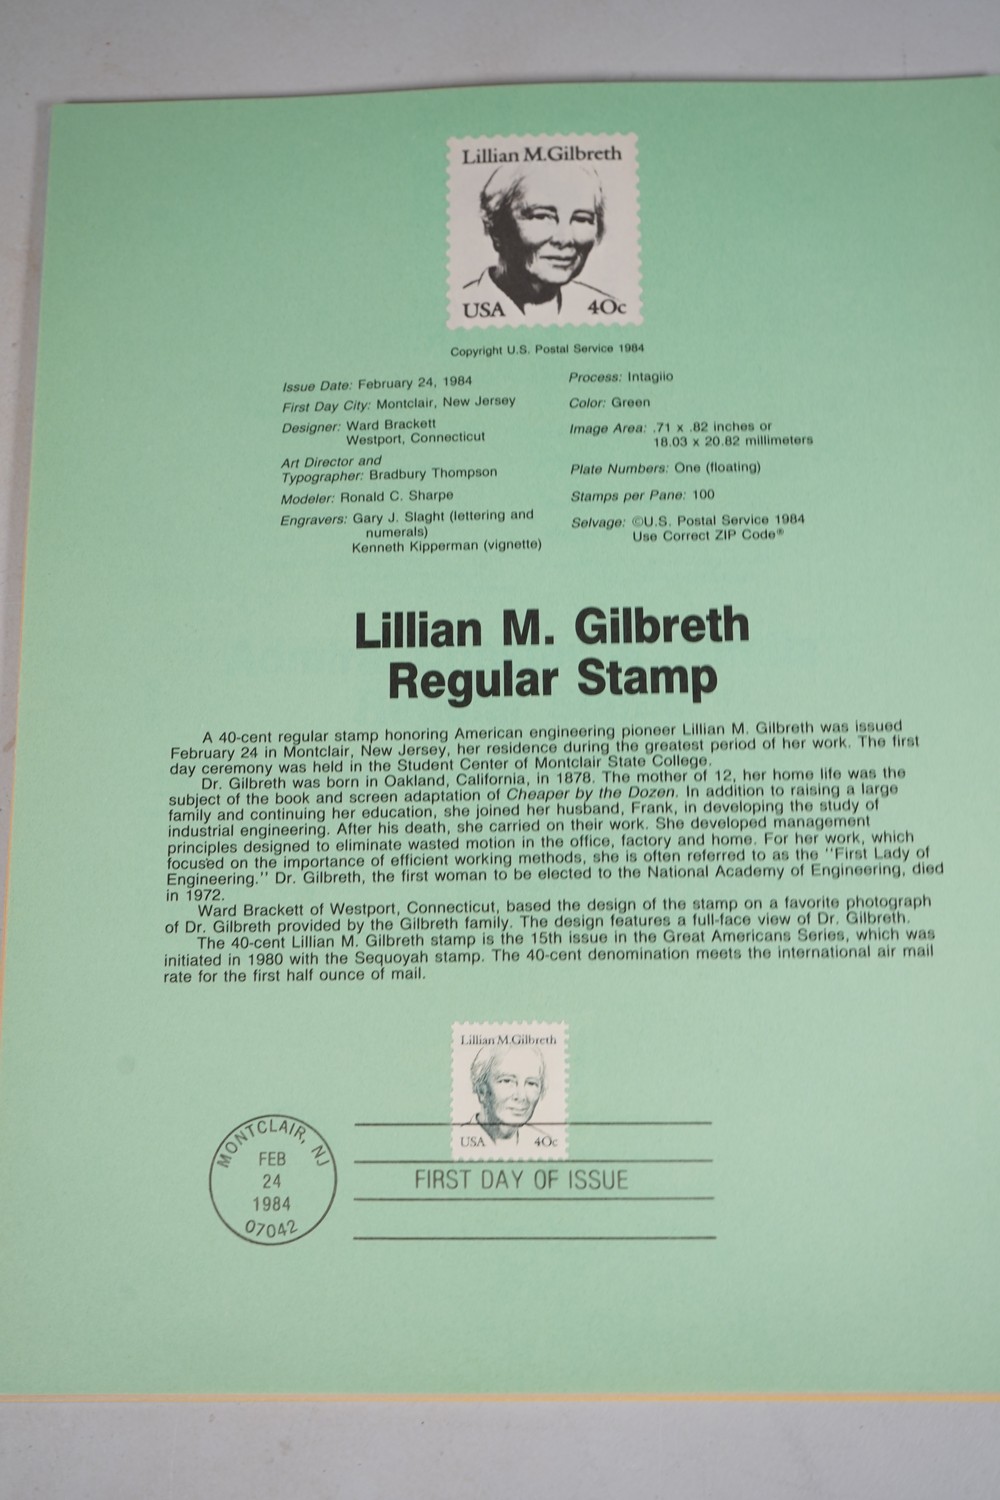 Lillian M. Gilbreth
USA 40c
Copyright U.S. Postal Service 1984
Issue Date: February 24, 1984
First Day City: Montclair, New Jersey
Designer: Ward Brackett
Westport, Connecticut
Art Director and
Typographer: Bradbury Thompson
Modeler: Ronald C. Sharpe
Engravers: Gary J. Slaght (lettering and
numerals)
Kenneth Kipperman (vignette)
Process: Intaglio
Color: Green
Image Area: .71 x .82 inches or
18.03 x 20.82 millimeters
Plate Numbers: One (floating)
Stamps per Pane: 100
Selvage: ©U.S. Postal Service 1984
Use Correct ZIP Code®
Lillian M. Gilbreth
Regular Stamp
A 40-cent regular stamp honoring American engineering pioneer Lillian M. Gilbreth was issued
February 24 in Montclair, New Jersey, her residence during the greatest period of her work. The first
day ceremony was held in the Student Center of Montclair State College.
Dr. Gilbreth was born in Oakland, California, in 1878. The mother of 12, her home life was the
subject of the book and screen adaptation of Cheaper by the Dozen. In addition to raising a large
family and continuing her education, she joined her husband, Frank, in developing the study of
industrial engineering. After his death, she carried on their work. She developed management
principles designed to eliminate wasted motion in the office, factory and home. For her work, which
focused on the importance of efficient working methods, she is often referred to as the "First Lady of
Engineering." Dr. Gilbreth, the first woman to be elected to the National Academy of Engineering, died
in 1972.
Ward Brackett of Westport, Connecticut, based the design of the stamp on a favorite photograph
of Dr. Gilbreth provided by the Gilbreth family. The design features a full-face view of Dr. Gilbreth.
The 40-cent Lillian M. Gilbreth stamp is the 15th issue in the Great Americans Series, which was
initiated in 1980 with the Sequoyah stamp. The 40-cent denomination meets the international air mail
rate for the first half ounce of mail.
Lillian M.Gilbreth
USA 40c
MONTCLAIR, NJ
FEB
24
1984
07042
FIRST DAY OF ISSUE